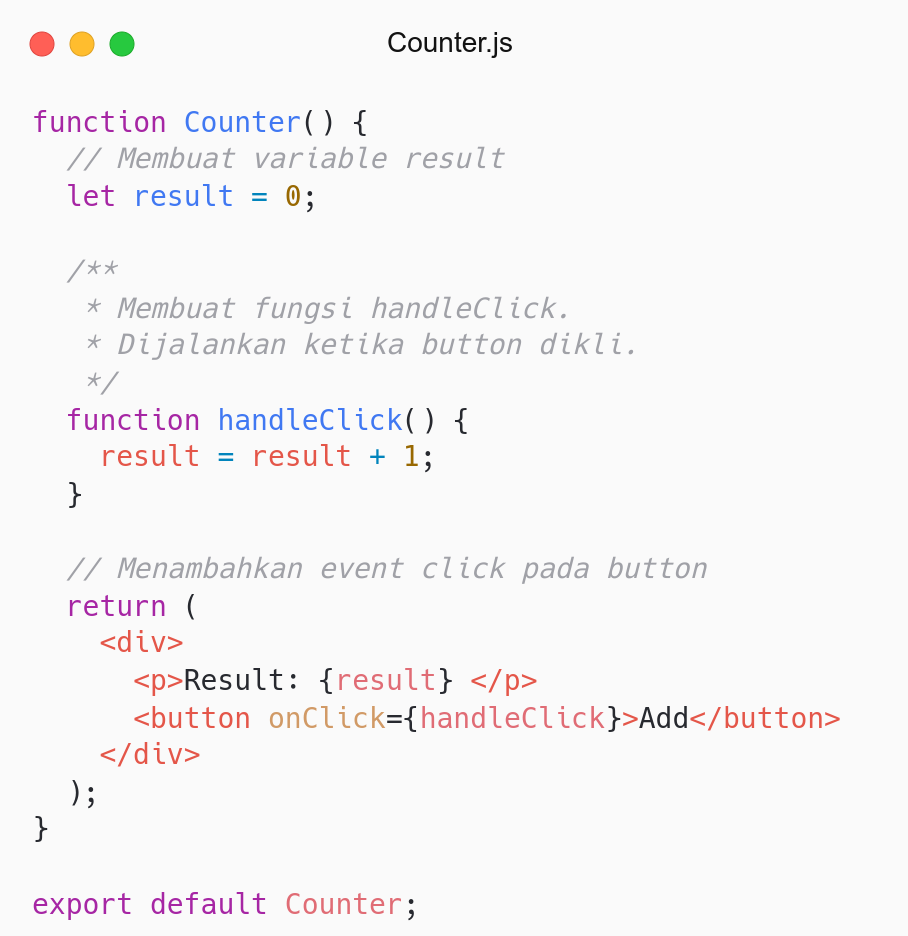 Counter.js
function Counter() {
  // Membuat variable result
  let result = 0;

  /**
   * Membuat fungsi handleClick.
   * Dijalankan ketika button dikli.
   */
  function handleClick() {
    result = result + 1;
  }

  // Menambahkan event click pada button
  return (
    <div>
      <p>Result: {result} </p>
      <button onClick={handleClick}>Add</button>
    </div>
  );
}

export default Counter;